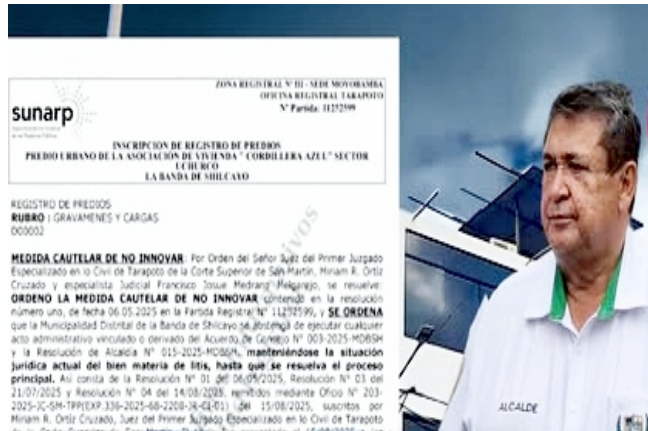 ZONA REGISTRAL N° III - SEDE MOYOBAMBA
OFICINA REGISTRAL TARAPOTO
N° Partida: 11252599
sunarp
INSCRIPCION DE REGISTRO DE PREDIOS
PREDIO URBANO DE LA ASOCIACION DE VIVIENDA " CORDILLERA AZUL" SECTOR
UCHURCO
LA BANDA DE SHILCAYO
REGISTRO DE PREDIOS
RUBRO : GRAVAMENES Y CARGAS
D00002
MEDIDA CAUTELAR DE NO INNOVAR: Por Orden del Señor Juez del Primer Juzgado
Especializado en lo Civil de Tarapoto de la Corte Superior de San Martin, Miriam R. Ortiz
Cruzado y especialista Judicial Francisco Josue Medrano Melgarejo, se resuelve:
ORDENO LA MEDIDA CAUTELAR DE NO INNOVAR contenido en la resolución
número uno, de fecha 06.05.2025 en la Partida Registral N° 11252599, y SE ORDENA
que la Municipalidad Distrital de la Banda de Shilcayo se abstenga de ejecutar cualquier
acto administrativo vinculado o derivado del Acuerdo de Concejo N° 003-2025-MDBSH
y la Resolución de Alcaldía N° 015-2025-MDBSH, manteniéndose la situación
jurídica actual del bien materia de litis, hasta que se resuelva el proceso
principal. Así consta de la Resolución N° 01 del 06/05/2025, Resolución N° 03 del
21/07/2025 y Resolución N° 04 del 14/08/2025, remitidos mediante Oficio N° 203-
2025-JC-SM-TPP(EXP.336-2025-68-2208-JR-CI-01) del 15/08/2025, suscritos por
Miriam R. Ortiz Cruzado, Juez del Primer Juzgado Especializado en lo Civil de Tarapoto
ALCALDE